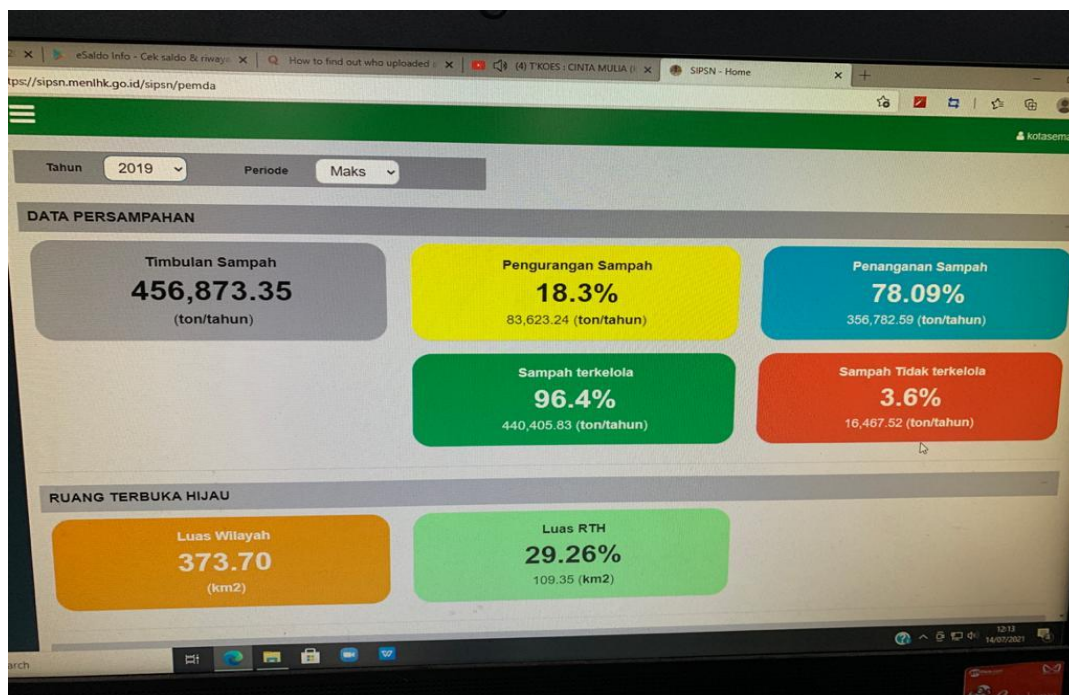 eSaldo Info - Cek saldo & riwaya
How to find out who uploaded
(4) T'KOES : CINTA MULIA (
SIPSN - Home
tps://sipsn.menlhk.go.id/sipsn/pemda
kotasema
Tahun 2019 Periode Maks
DATA PERSAMPAHAN
Timbulan Sampah
456,873.35
(ton/tahun)
Pengurangan Sampah
18.3%
83,623.24 (ton/tahun)
Penanganan Sampah
78.09%
356,782.59 (ton/tahun)
Sampah terkelola
96.4%
440,405.83 (ton/tahun)
Sampah Tidak terkelola
3.6%
16,467.52 (ton/tahun)
RUANG TERBUKA HIJAU
Luas Wilayah
373.70
(km2)
Luas RTH
29.26%
109.35 (km2)
arch
12:13
14/07/2021